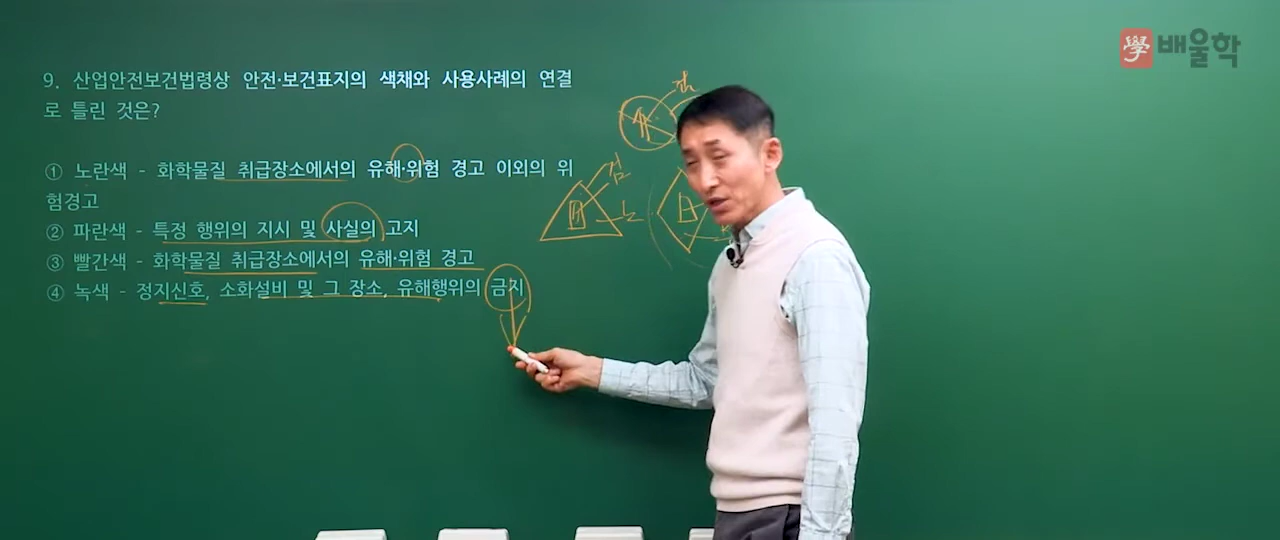 學 배울학
9. 산업안전보건법령상 안전·보건표지의 색채와 사용사례의 연결
로 틀린 것은?
① 노란색 - 화학물질 취급장소에서의 유해·위험 경고 이외의 위
험경고
② 파란색 - 특정 행위의 지시 및 사실의 고지
③ 빨간색 - 화학물질 취급장소에서의 유해·위험 경고
④ 녹색 - 정지신호, 소화설비 및 그 장소, 유해행위의 금지
검
노